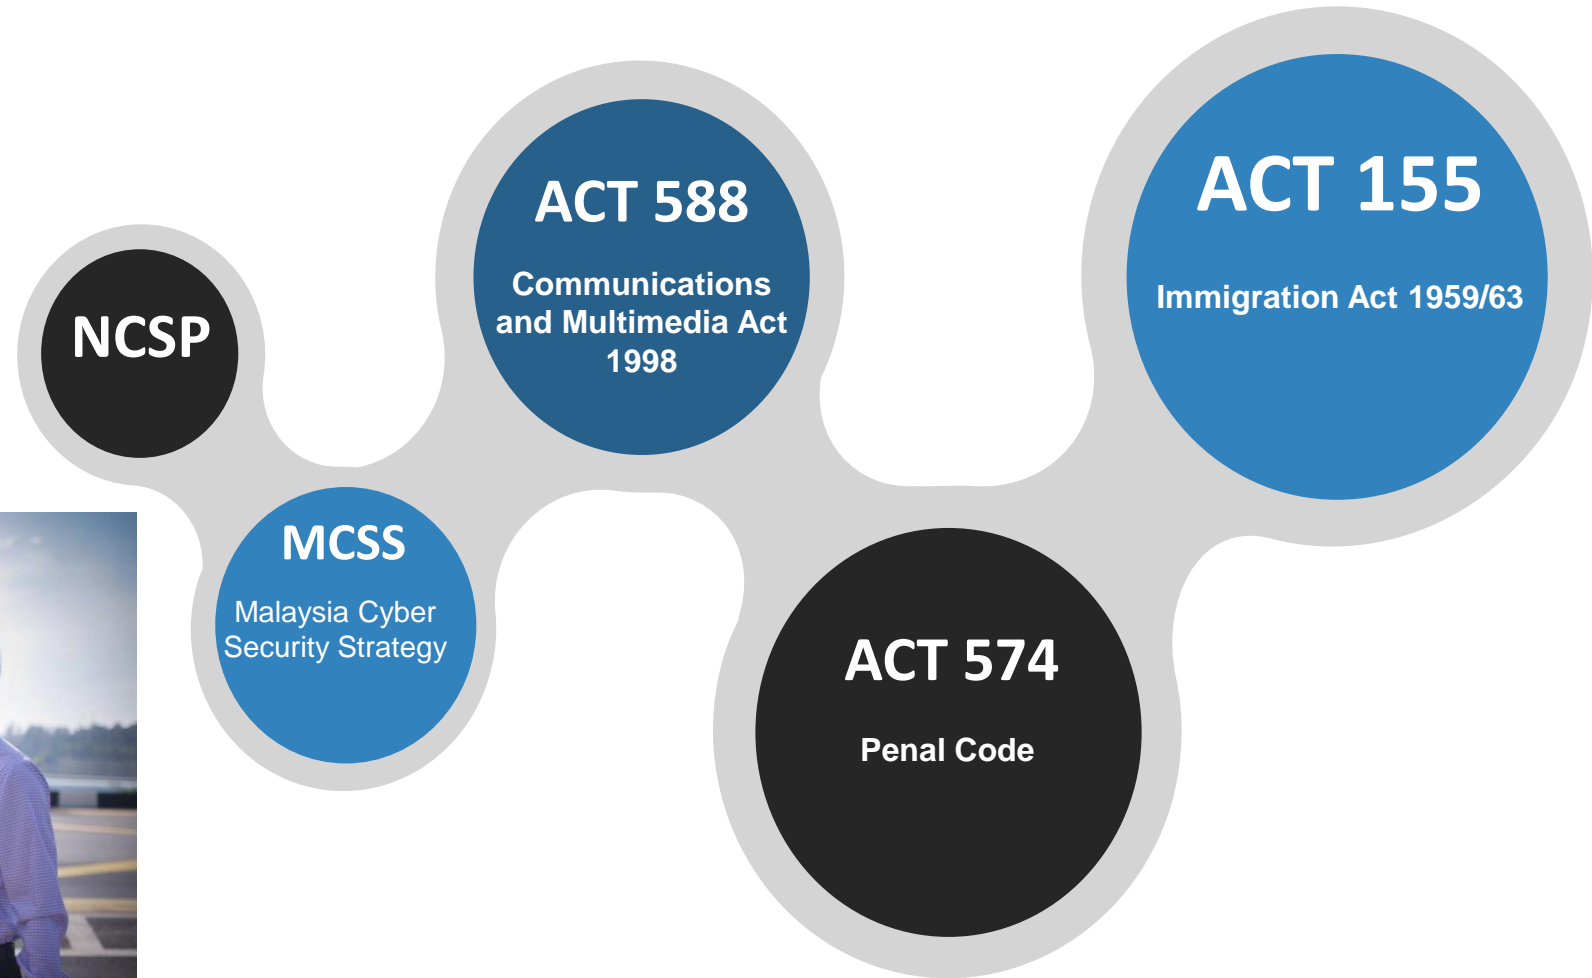 NCSP
MCSS
Malaysia Cyber
Security Strategy
ACT 588
Communications
and Multimedia Act
1998
ACT 574
Penal Code
ACT 155
Immigration Act 1959/63